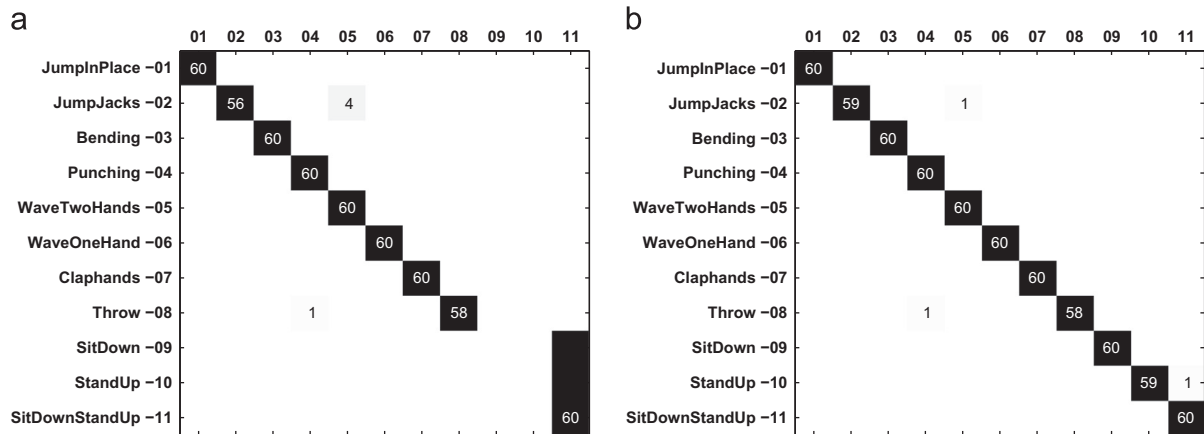 a
01 02 03 04 05 06 07 08 09 10 11
JumpInPlace −01 60
JumpJacks −02 56 4
Bending −03 60
Punching −04 60
WaveTwoHands −05 60
WaveOneHand −06 60
Claphands −07 60
Throw −08 1 58
SitDown −09
StandUp −10
SitDownStandUp −11 60
b
01 02 03 04 05 06 07 08 09 10 11
JumpInPlace −01 60
JumpJacks −02 59 1
Bending −03 60
Punching −04 60
WaveTwoHands −05 60
WaveOneHand −06 60
Claphands −07 60
Throw −08 1 58
SitDown −09 60
StandUp −10 59 1
SitDownStandUp −11 60